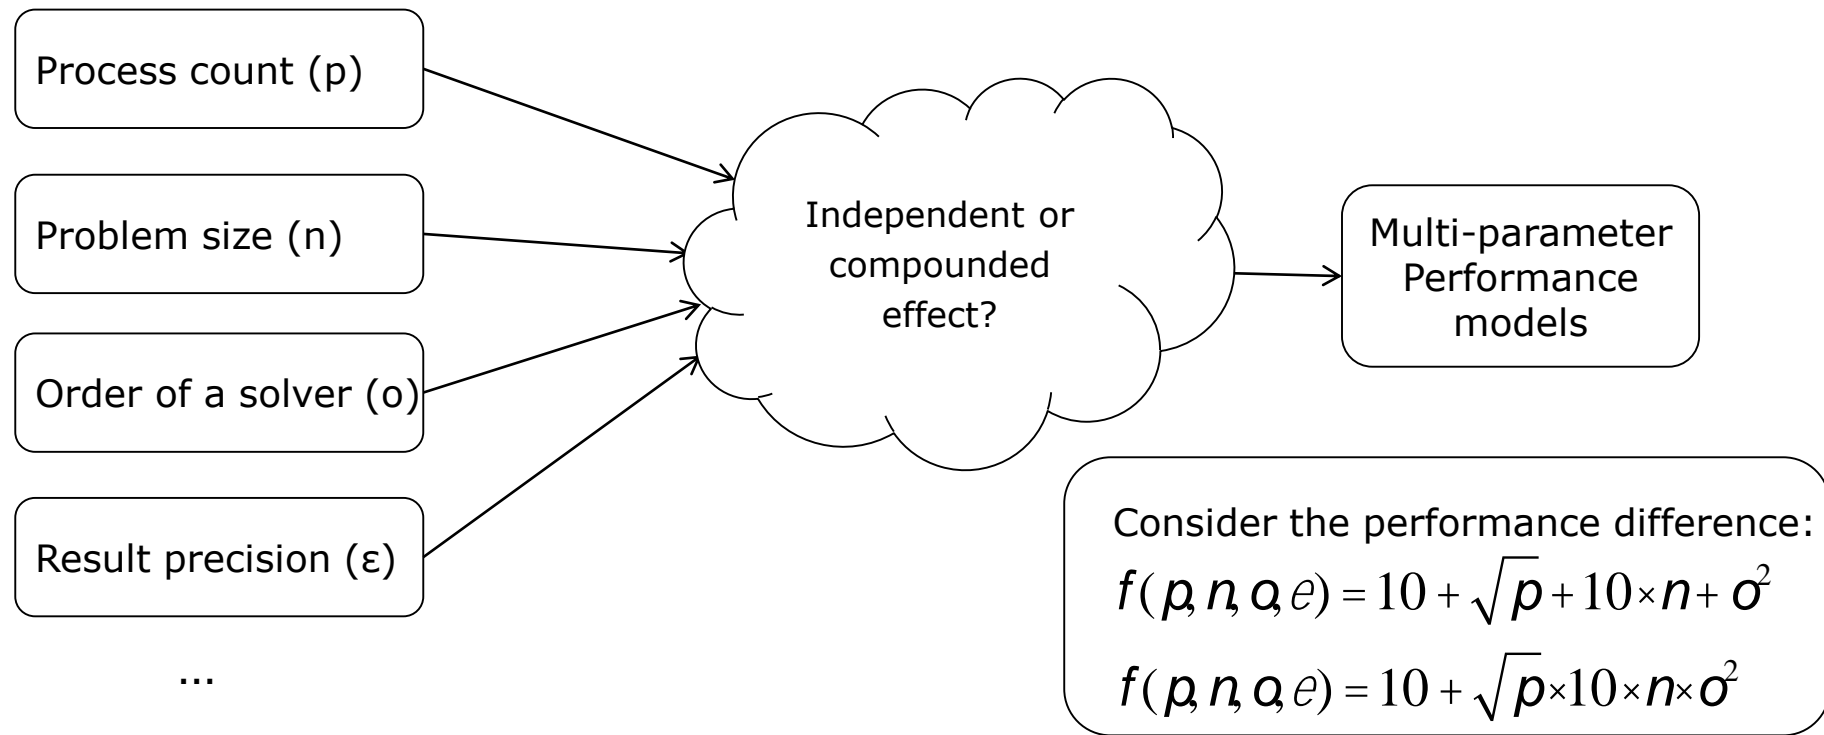 Process count (p)
Problem size (n)
Order of a solver (o)
Result precision (ε)
...
Independent or
compounded
effect?
Multi-parameter
Performance
models
Consider the performance difference:
f(p, n, o, e) = 10 + √p + 10 × n + o²
f(p, n, o, e) = 10 + √p × 10 × n × o²